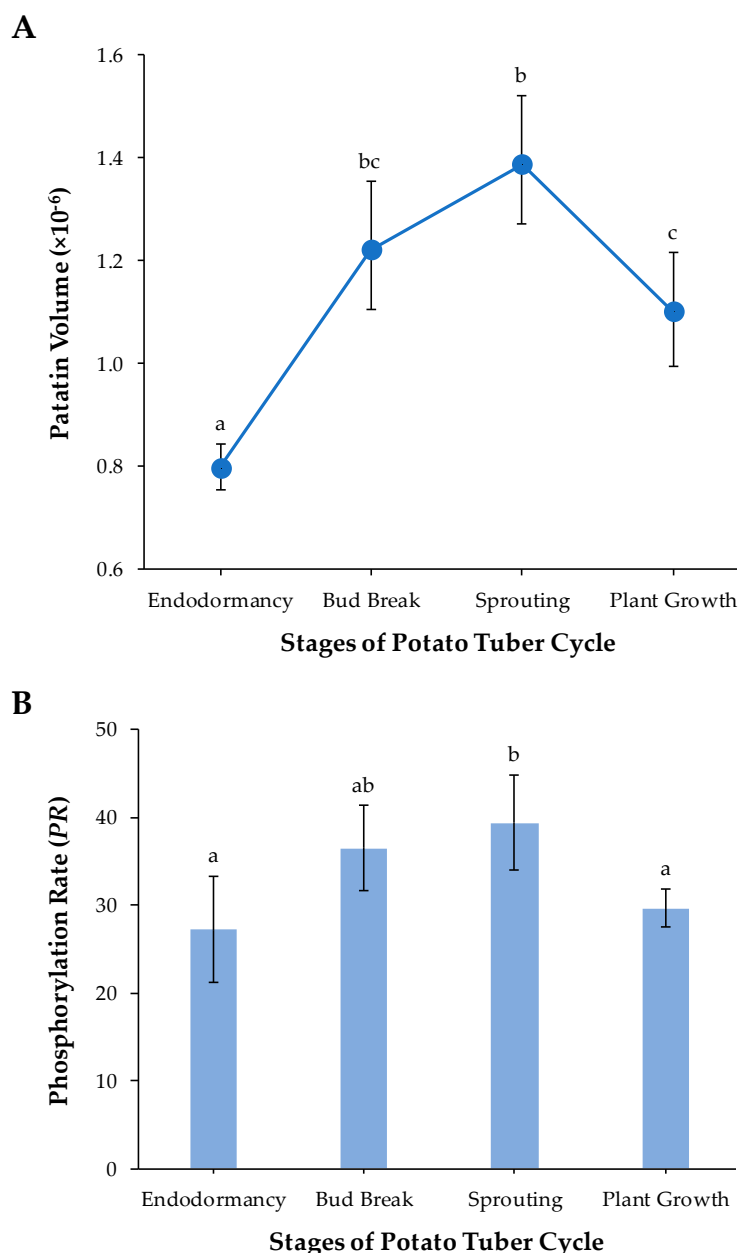 A
1.6
1.4
1.2
1.0
0.8
0.6
Patatin Volume (×10⁻⁶)
a
bc
b
c
Endodormancy Bud Break Sprouting Plant Growth
Stages of Potato Tuber Cycle
B
50
40
30
20
10
0
Phosphorylation Rate (PR)
a
ab
b
a
Endodormancy Bud Break Sprouting Plant Growth
Stages of Potato Tuber Cycle